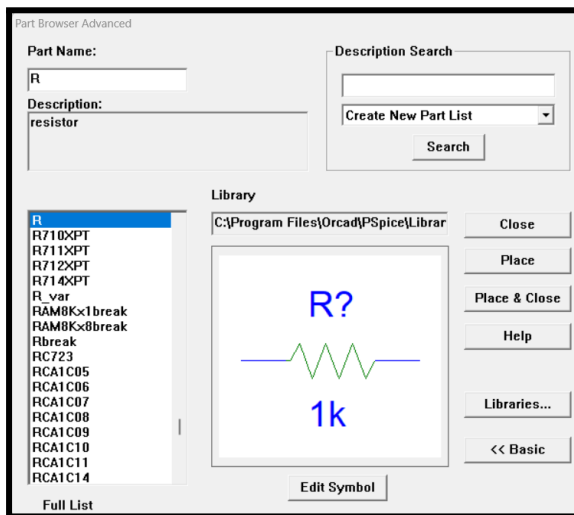 Part Browser Advanced
Part Name:
R
Description:
resistor
Description Search
Create New Part List
Search
Library
C:\Program Files\Orcad\PSpice\Librar
R
R710XPT
R711XPT
R712XPT
R714XPT
R_var
RAM8Kx1break
RAM8Kx8break
Rbreak
RC723
RCA1C05
RCA1C06
RCA1C07
RCA1C08
RCA1C09
RCA1C10
RCA1C11
RCA1C14
Full List
R?
1k
Edit Symbol
Close
Place
Place & Close
Help
Libraries...
<< Basic